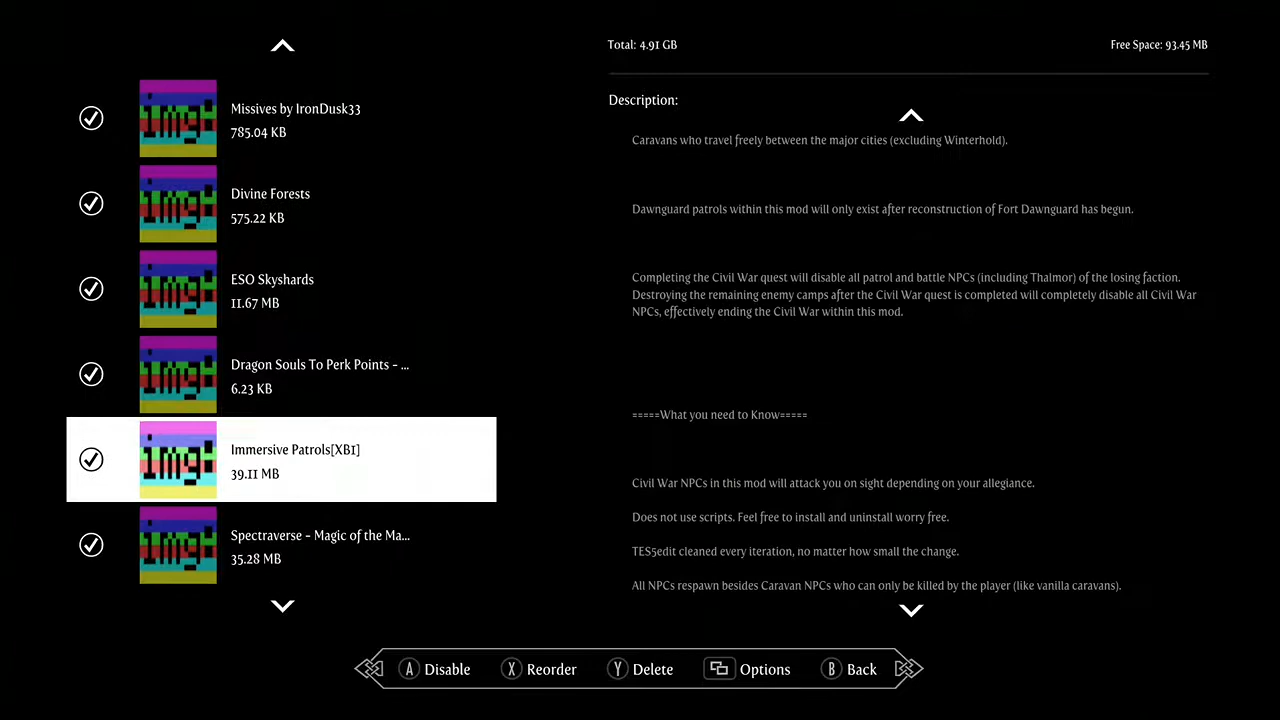 Total: 4.91 GB
Free Space: 93.45 MB
Missives by IronDusk33
785.04 KB
Divine Forests
575.22 KB
ESO Skyshards
11.67 MB
Dragon Souls To Perk Points - ...
6.23 KB
Immersive Patrols[XB1]
39.11 MB
Spectraverse - Magic of the Ma...
35.28 MB
Description:
Caravans who travel freely between the major cities (excluding Winterhold).
Dawnguard patrols within this mod will only exist after reconstruction of Fort Dawnguard has begun.
Completing the Civil War quest will disable all patrol and battle NPCs (including Thalmor) of the losing faction.
Destroying the remaining enemy camps after the Civil War quest is completed will completely disable all Civil War
NPCs, effectively ending the Civil War within this mod.
=====What you need to Know=====
Civil War NPCs in this mod will attack you on sight depending on your allegiance.
Does not use scripts. Feel free to install and uninstall worry free.
TES5edit cleaned every iteration, no matter how small the change.
All NPCs respawn besides Caravan NPCs who can only be killed by the player (like vanilla caravans).
A Disable X Reorder Y Delete Options B Back